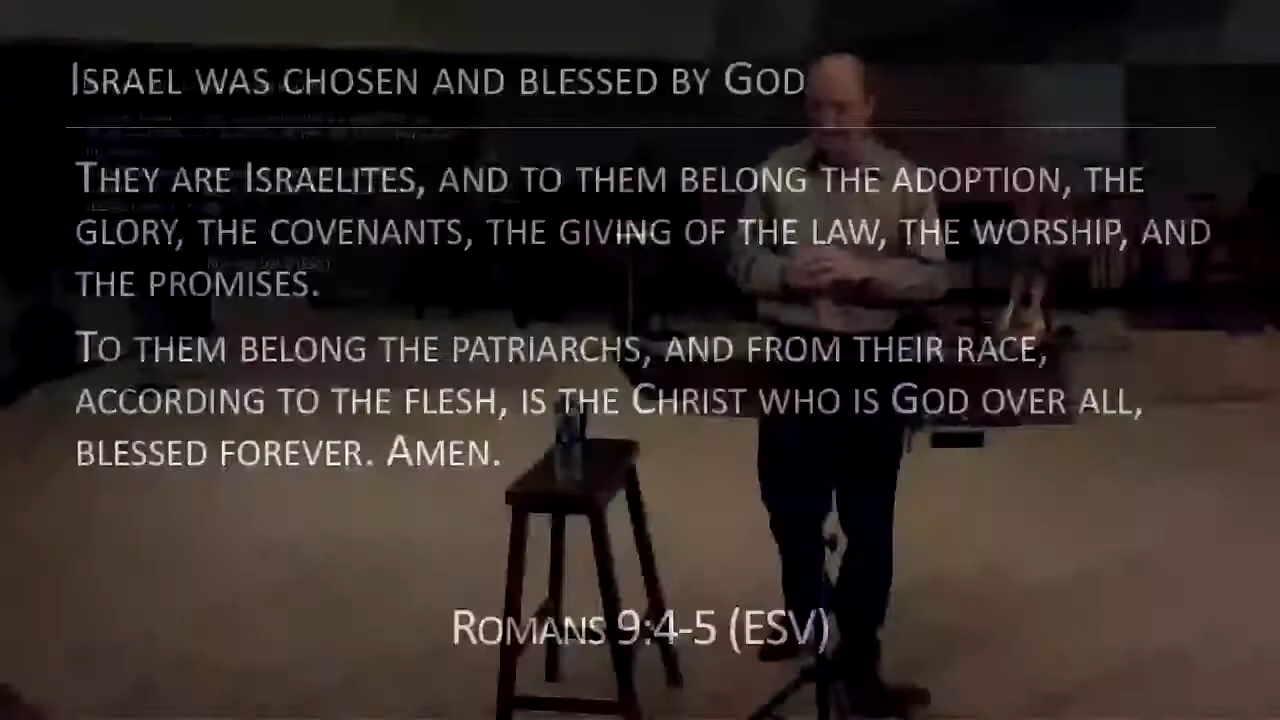 Israel was chosen and blessed by God
They are Israelites, and to them belong the adoption, the
glory, the covenants, the giving of the law, the worship, and
the promises.
To them belong the patriarchs, and from their race,
according to the flesh, is the Christ who is God over all,
blessed forever. Amen.
Romans 9:4-5 (ESV)